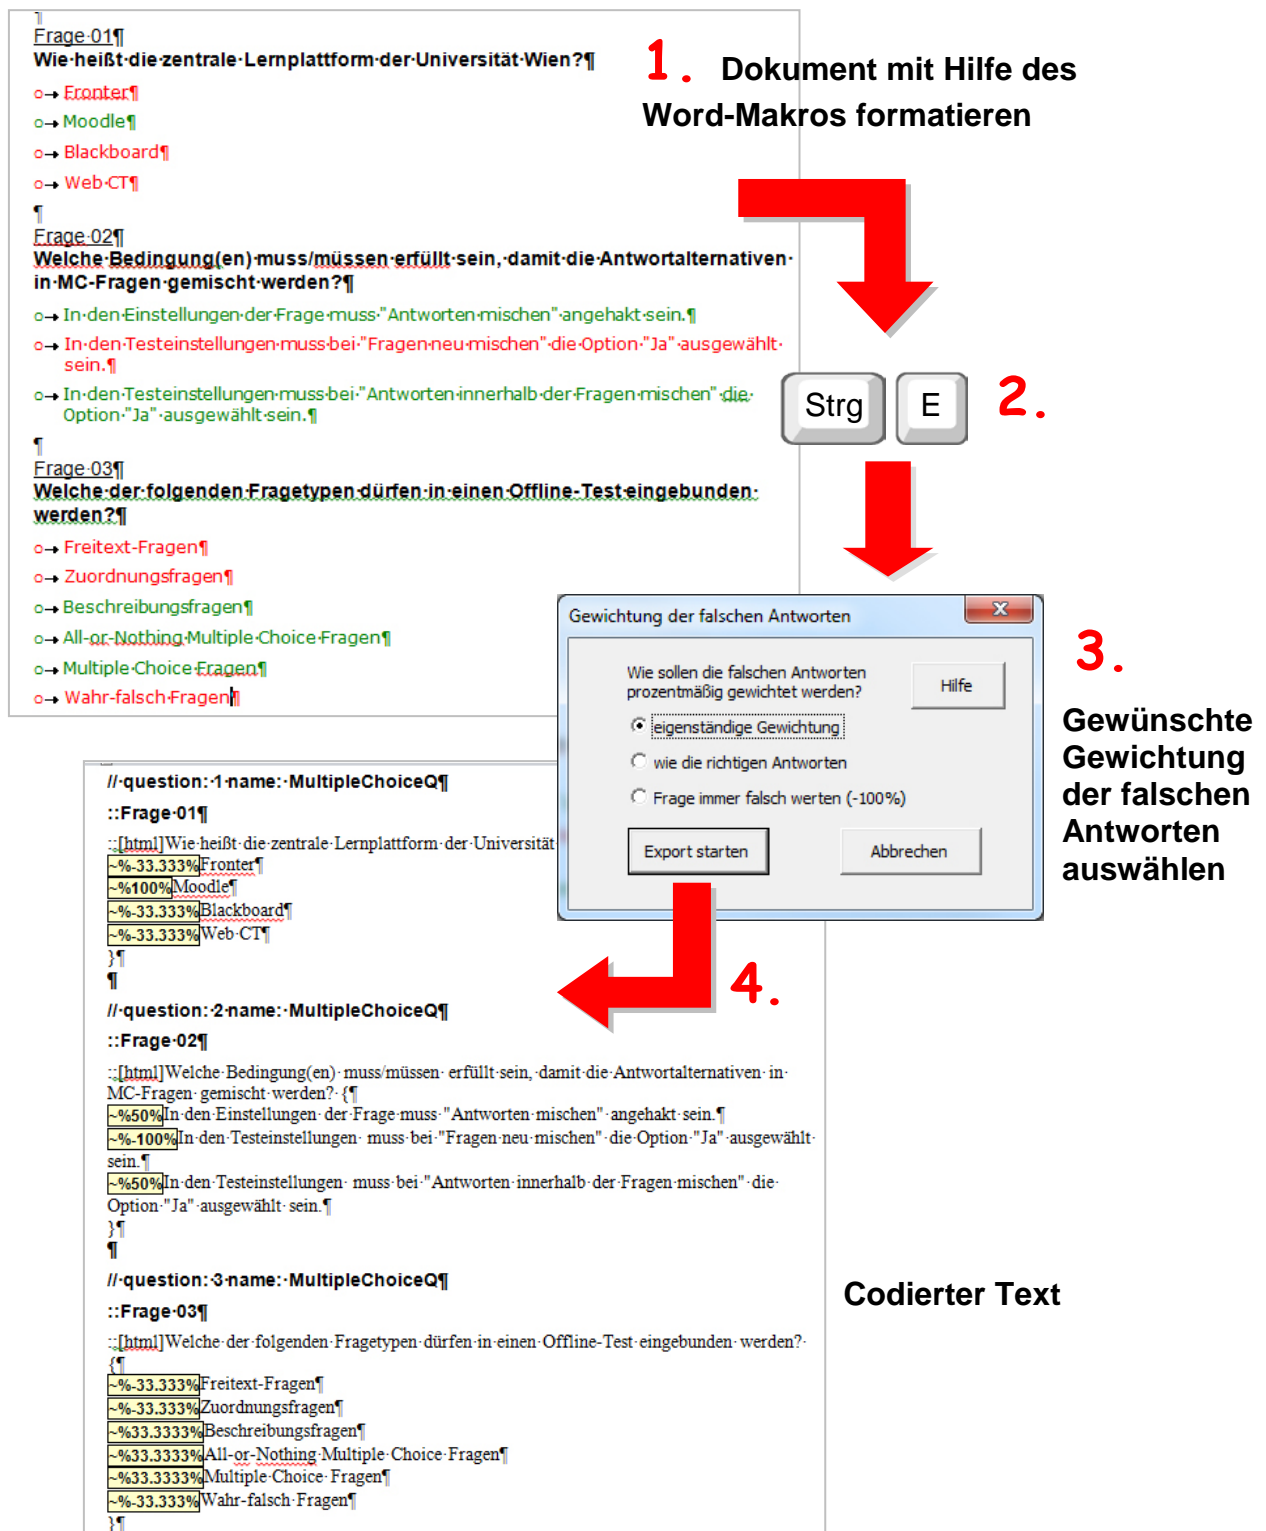 Frage·01¶
Wie·heißt·die·zentrale·Lernplattform·der·Universität·Wien?¶
o→ Fronter¶
o→ Moodle¶
o→ Blackboard¶
o→ Web·CT¶
¶
Frage·02¶
Welche·Bedingung(en)·muss/müssen·erfüllt·sein,·damit·die·Antwortalternativen·
in·MC-Fragen·gemischt·werden?¶
o→ In·den·Einstellungen·der·Frage·muss·"Antworten·mischen"·angehakt·sein.¶
o→ In·den·Testeinstellungen·muss·bei·"Fragen·neu·mischen"·die·Option·"Ja"·ausgewählt·
sein.¶
o→ In·den·Testeinstellungen·muss·bei·"Antworten·innerhalb·der·Fragen·mischen"·die·
Option·"Ja"·ausgewählt·sein.¶
¶
Frage·03¶
Welche·der·folgenden·Fragetypen·dürfen·in·einen·Offline-Test·eingebunden·
werden?¶
o→ Freitext-Fragen¶
o→ Zuordnungsfragen¶
o→ Beschreibungsfragen¶
o→ All-or-Nothing·Multiple·Choice·Fragen¶
o→ Multiple·Choice·Fragen¶
o→ Wahr-falsch·Fragen¶
1. Dokument mit Hilfe des
Word-Makros formatieren
Strg E 2.
Gewichtung der falschen Antworten
Wie sollen die falschen Antworten
prozentmäßig gewichtet werden?
Hilfe
eigenständige Gewichtung
wie die richtigen Antworten
Frage immer falsch werten (-100%)
Export starten Abbrechen
3.
Gewünschte
Gewichtung
der falschen
Antworten
auswählen
4.
//·question:·1·name:·MultipleChoiceQ¶
::Frage·01¶
::[html]Wie·heißt·die·zentrale·Lernplattform·der·Universität
~%-33.333%Fronter¶
~%100%Moodle¶
~%-33.333%Blackboard¶
~%-33.333%Web·CT¶
}¶
¶
//·question:·2·name:·MultipleChoiceQ¶
::Frage·02¶
::[html]Welche·Bedingung(en)·muss/müssen·erfüllt·sein,·damit·die·Antwortalternativen·in·
MC-Fragen·gemischt·werden?·{¶
~%50%In·den·Einstellungen·der·Frage·muss·"Antworten·mischen"·angehakt·sein.¶
~%-100%In·den·Testeinstellungen·muss·bei·"Fragen·neu·mischen"·die·Option·"Ja"·ausgewählt·
sein.¶
~%50%In·den·Testeinstellungen·muss·bei·"Antworten·innerhalb·der·Fragen·mischen"·die·
Option·"Ja"·ausgewählt·sein.¶
}¶
¶
//·question:·3·name:·MultipleChoiceQ¶
::Frage·03¶
::[html]Welche·der·folgenden·Fragetypen·dürfen·in·einen·Offline-Test·eingebunden·werden?·
{¶
~%-33.333%Freitext-Fragen¶
~%-33.333%Zuordnungsfragen¶
~%33.3333%Beschreibungsfragen¶
~%33.3333%All-or-Nothing·Multiple·Choice·Fragen¶
~%33.3333%Multiple·Choice·Fragen¶
~%-33.333%Wahr-falsch·Fragen¶
}¶
Codierter Text